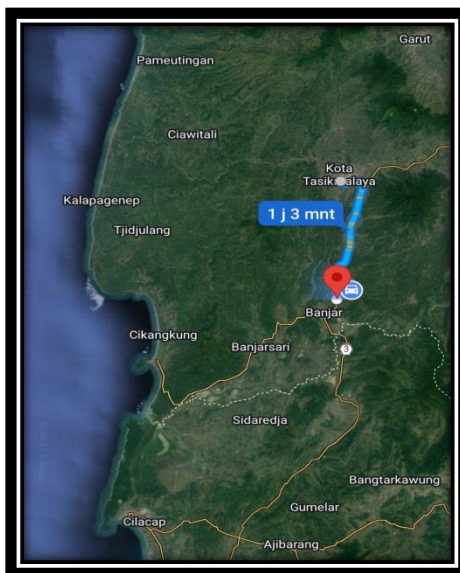 Garut
Pameutingan
Ciawitali
Kota
Tasikmalaya
Kalapagenep
1 j 3 mnt
Tjidjulang
Banjar
Cikangkung
Banjarsari
3
Sidaredja
Bangtarkawung
Gumelar
Cilacap
Ajibarang